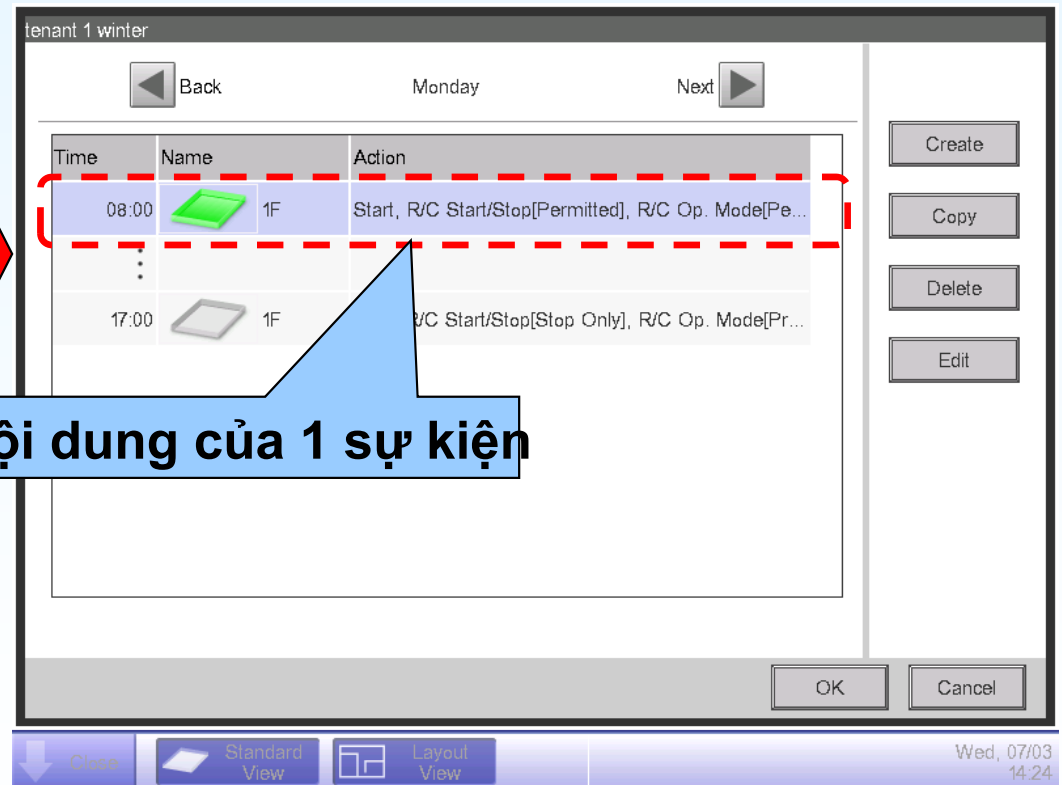 tenant 1 winter
Back Monday Next
Time Name Action
08:00 1F Start, R/C Start/Stop[Permitted], R/C Op. Mode[Pe...
17:00 1F R/C Start/Stop[Stop Only], R/C Op. Mode[Pr...
Create
Copy
Delete
Edit
ội dung của 1 sự kiện
OK Cancel
Close Standard View Layout View Wed, 07/03 14:24